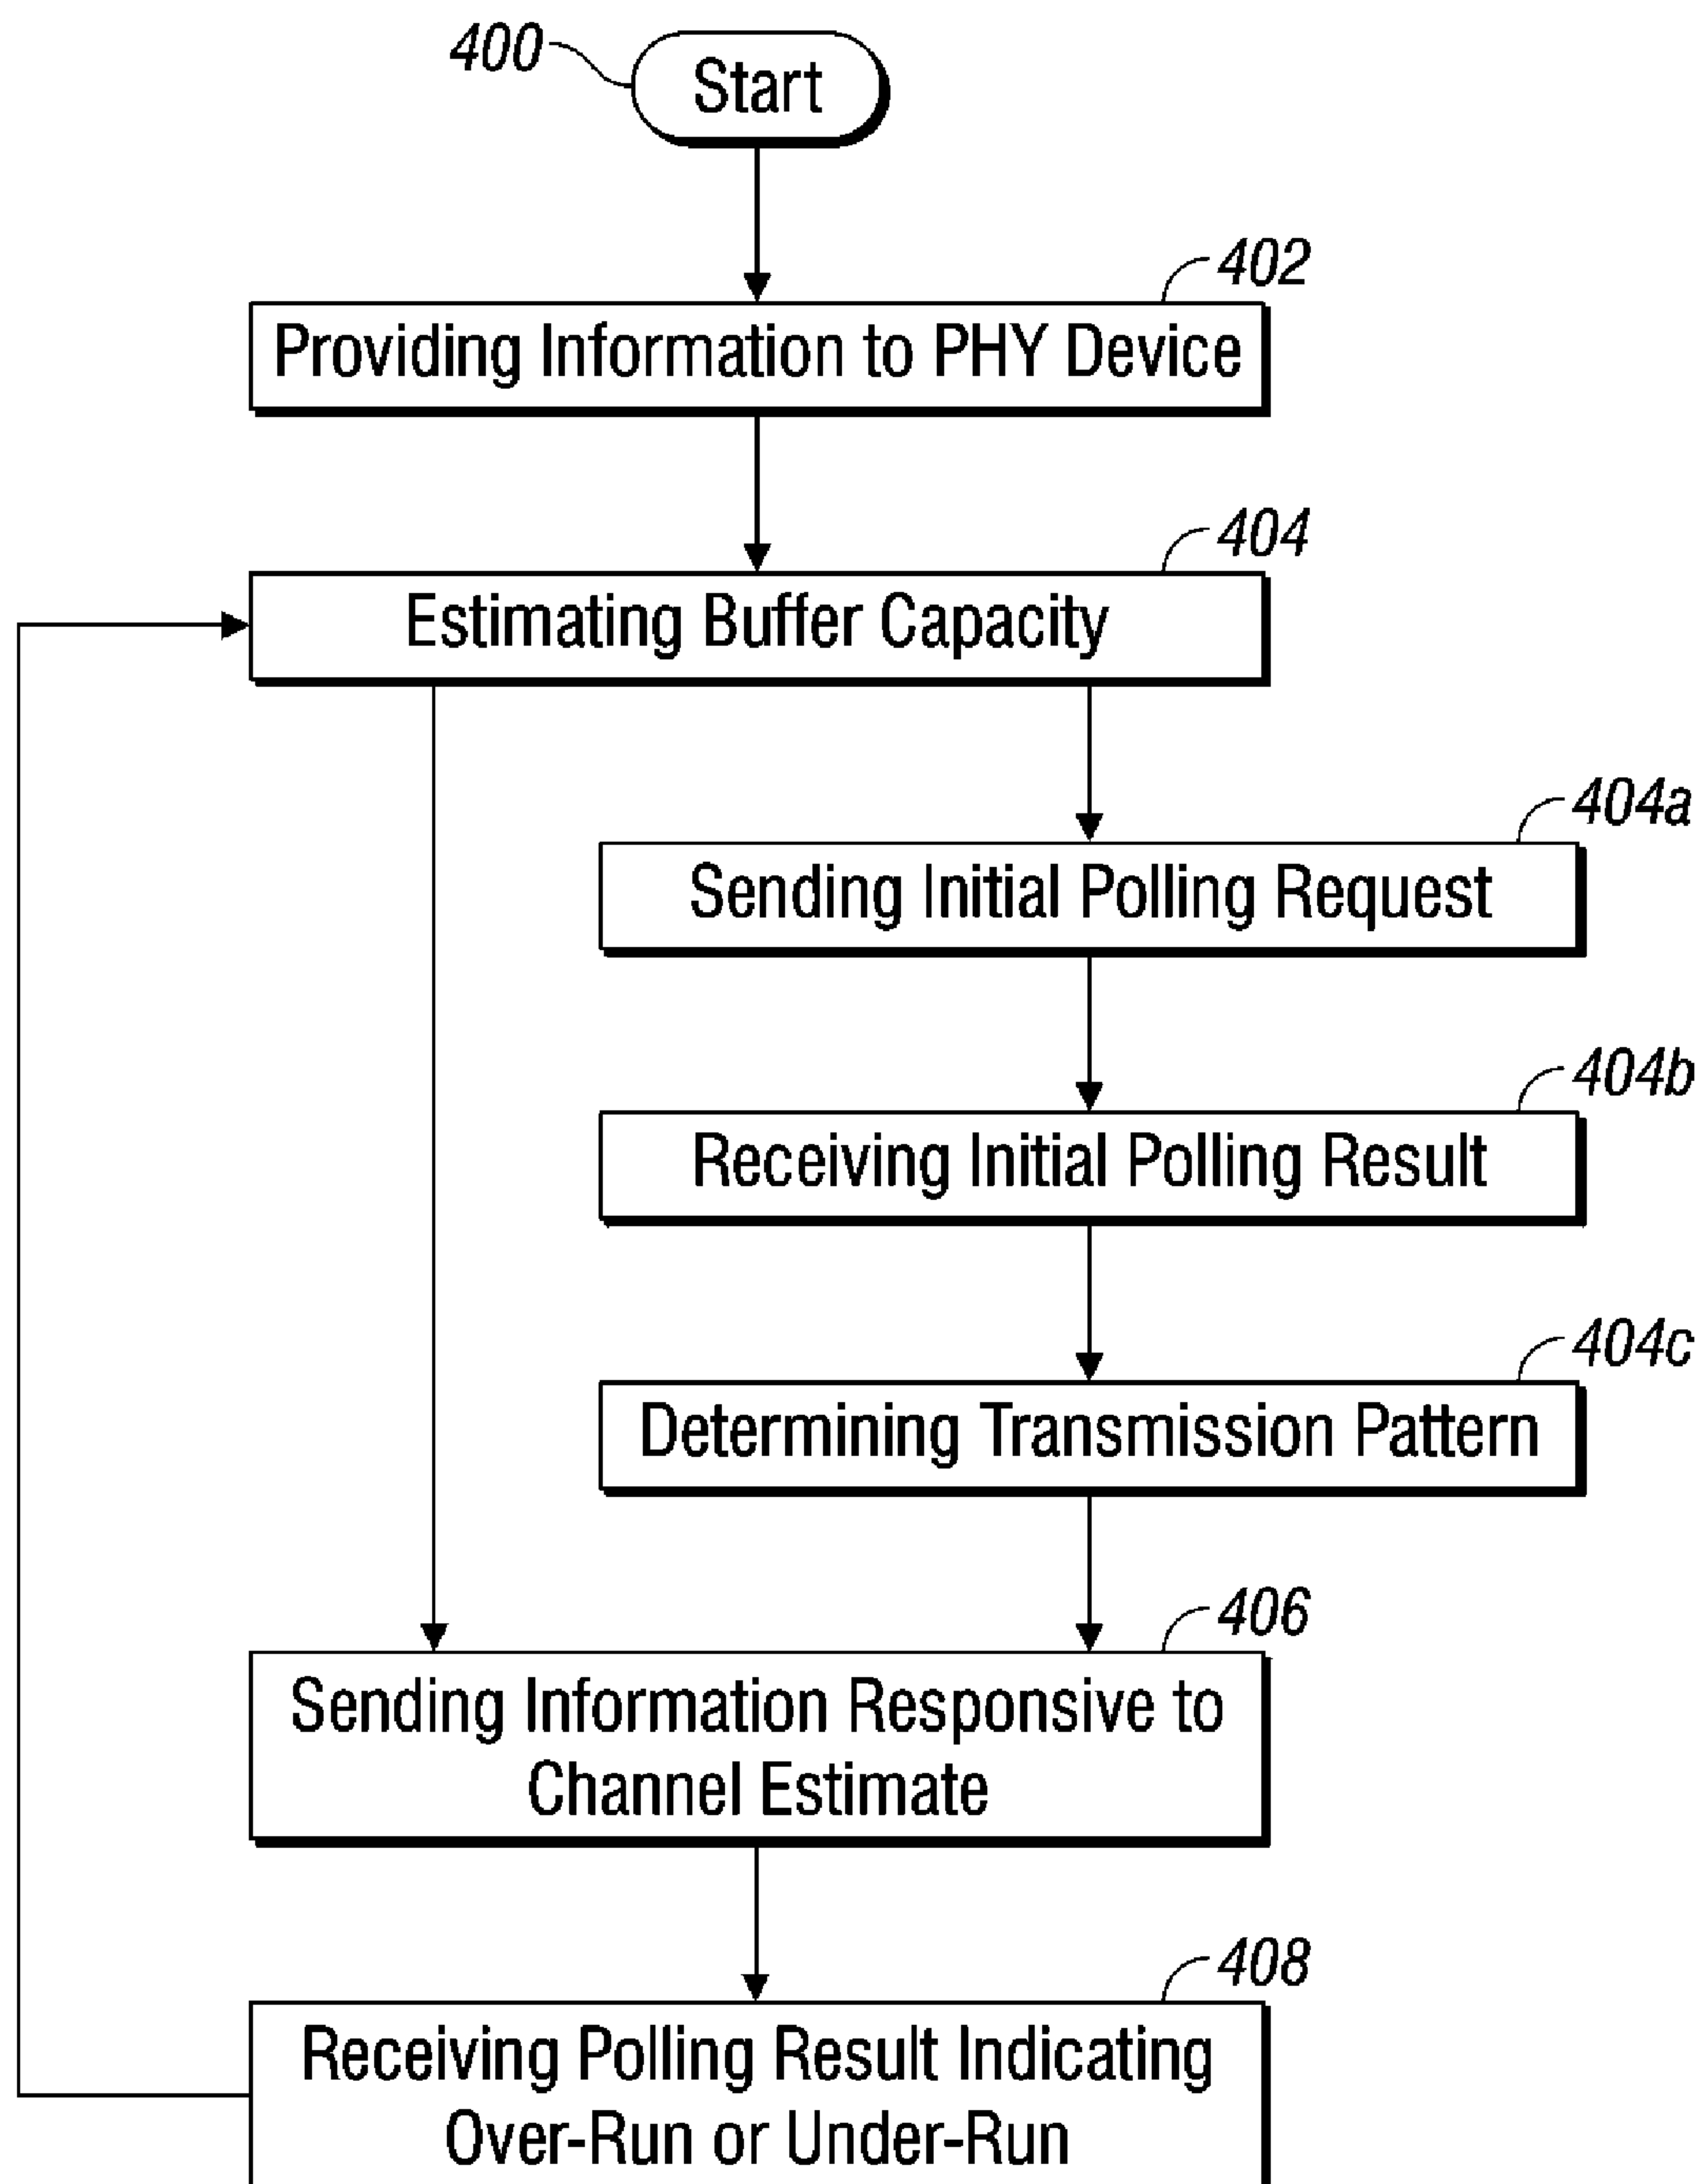 400
Start
402
Providing Information to PHY Device
404
Estimating Buffer Capacity
404a
Sending Initial Polling Request
404b
Receiving Initial Polling Result
404c
Determining Transmission Pattern
406
Sending Information Responsive to
Channel Estimate
408
Receiving Polling Result Indicating
Over-Run or Under-Run